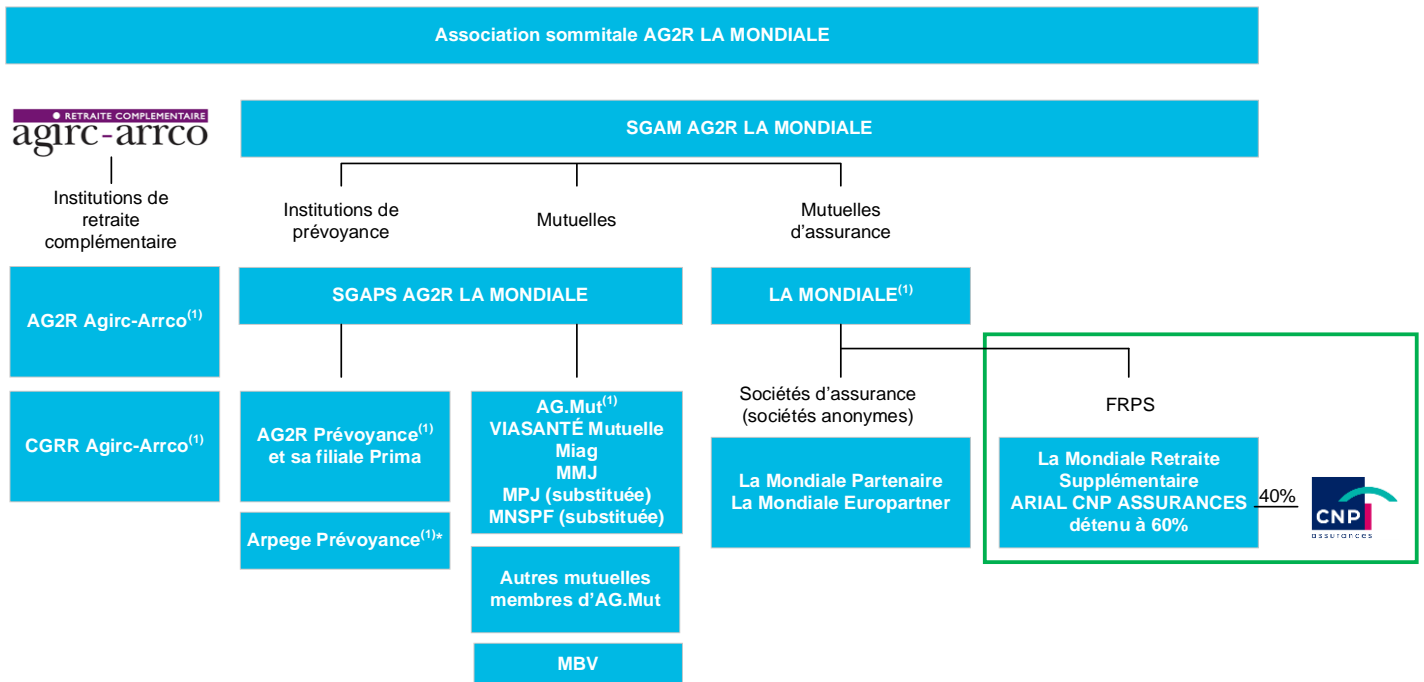 Association sommitale AG2R LA MONDIALE
RETRAITE COMPLEMENTAIRE
agirc-arrco
SGAM AG2R LA MONDIALE
Institutions de
retraite
complémentaire
Institutions de
prévoyance
Mutuelles
Mutuelles
d'assurance
AG2R Agirc-Arrco(1)
SGAPS AG2R LA MONDIALE
LA MONDIALE(1)
CGRR Agirc-Arrco(1)
AG2R Prévoyance(1)
et sa filiale Prima
Arpege Prévoyance(1)*
AG.Mut(1)
VIASANTÉ Mutuelle
Miag
MMJ
MPJ (substituée)
MNSPF (substituée)
Autres mutuelles
membres d'AG.Mut
MBV
Sociétés d'assurance
(sociétés anonymes)
La Mondiale Partenaire
La Mondiale Europartner
FRPS
La Mondiale Retraite
Supplémentaire
ARIAL CNP ASSURANCES
détenu à 60%
40%
CNP
assurances